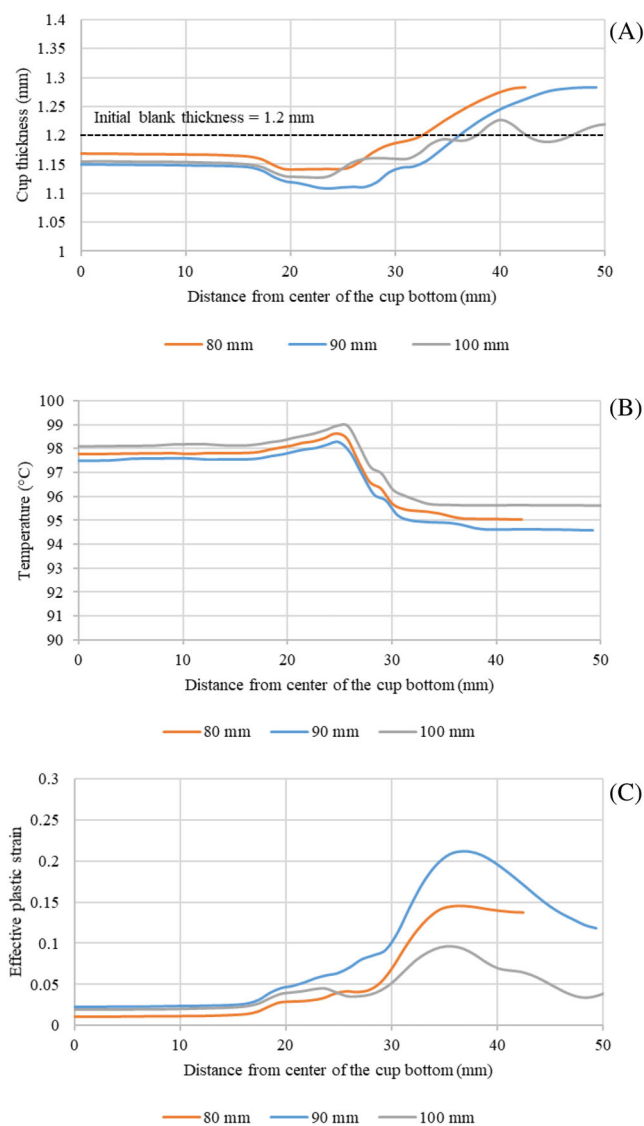 (A)
1.4
1.35
1.3
1.25
1.2
1.15
1.1
1.05
1
Cup thickness (mm)
Initial blank thickness = 1.2 mm
0 10 20 30 40 50
Distance from center of the cup bottom (mm)
80 mm 90 mm 100 mm
(B)
100
99
98
97
96
95
94
93
92
91
90
Temperature (°C)
0 10 20 30 40 50
Distance from center of the cup bottom (mm)
80 mm 90 mm 100 mm
(C)
0.3
0.25
0.2
0.15
0.1
0.05
0
Effective plastic strain
0 10 20 30 40 50
Distance from center of the cup bottom (mm)
80 mm 90 mm 100 mm